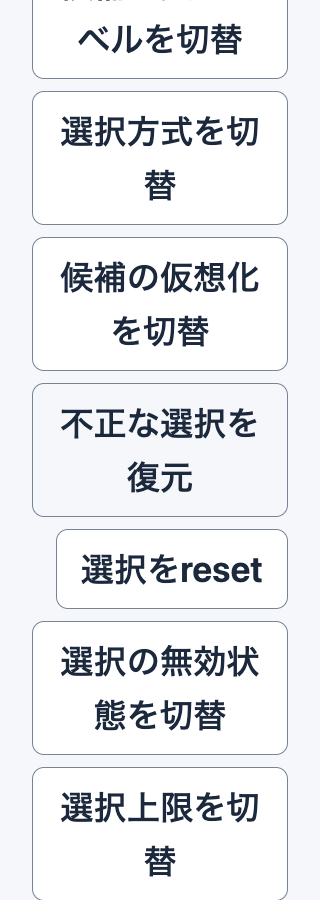 ベルを切替
選択方式を切
替
候補の仮想化
を切替
不正な選択を
復元
選択をreset
選択の無効状
態を切替
選択上限を切
替